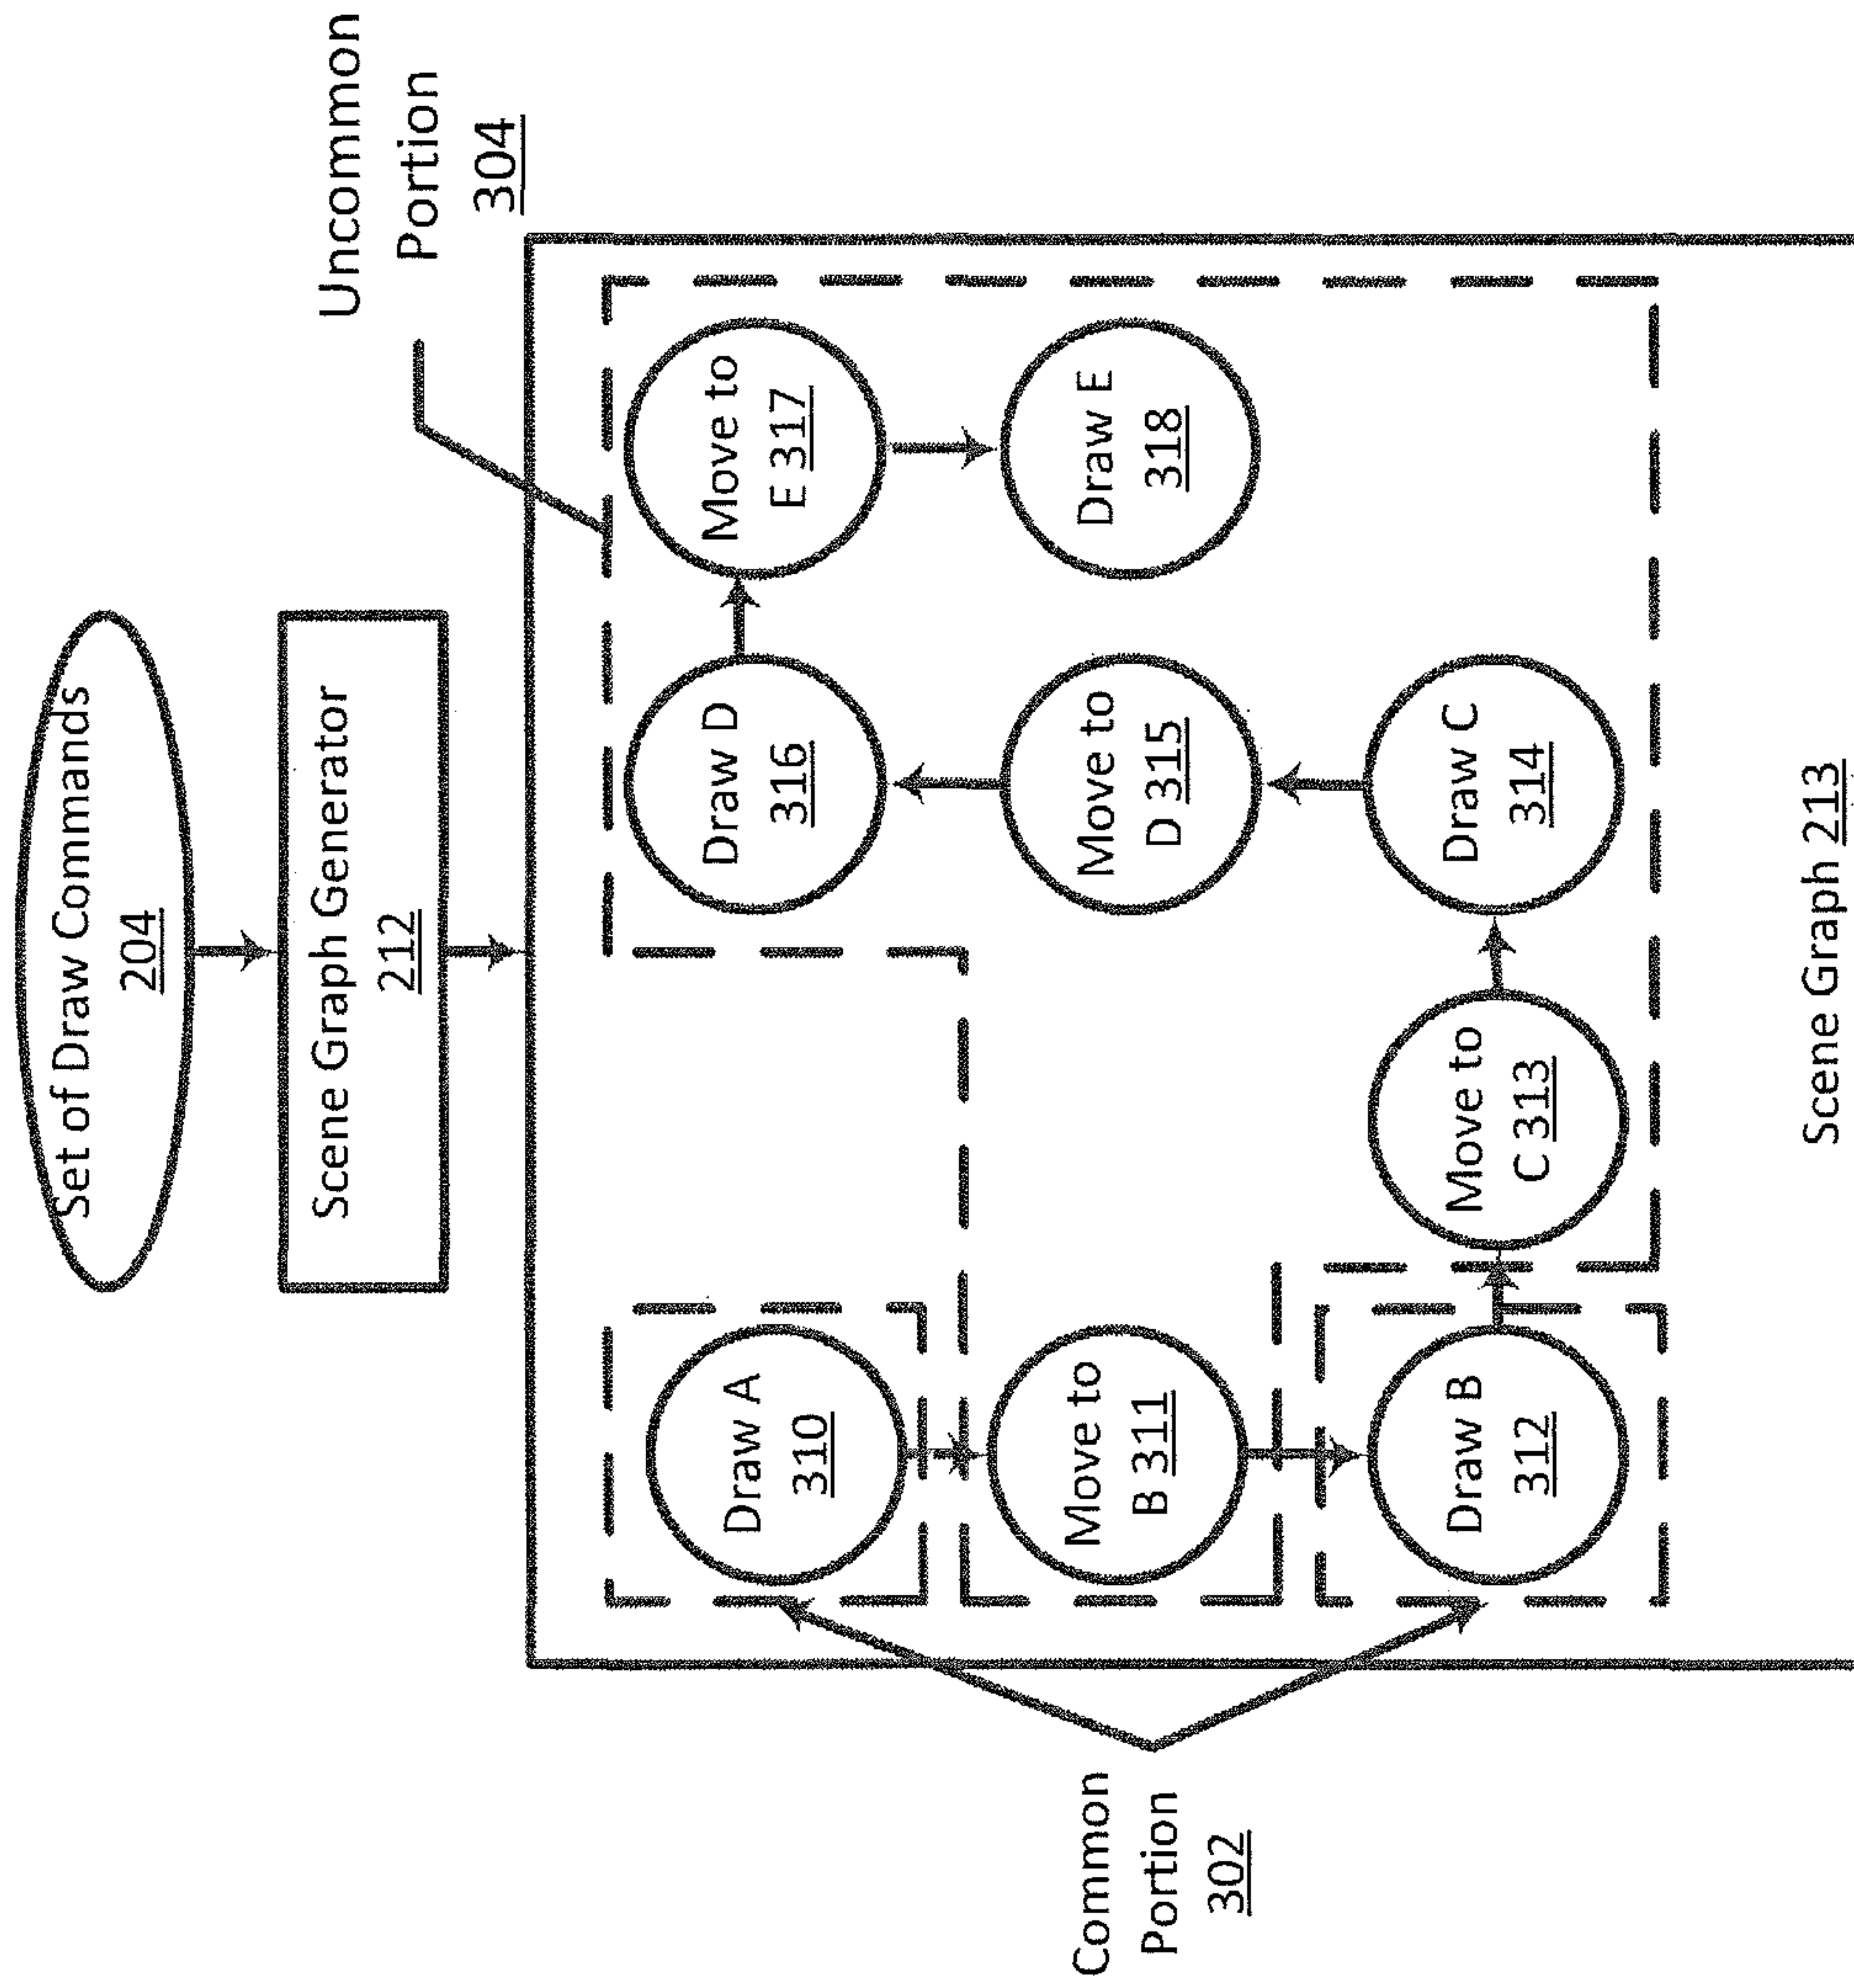 Set of Draw Commands
204
Scene Graph Generator
212
Uncommon
Portion
304
Common
Portion
302
Draw A
310
Move to
B 311
Draw B
312
Move to
C 313
Draw C
314
Move to
D 315
Draw D
316
Move to
E 317
Draw E
318
Scene Graph 213